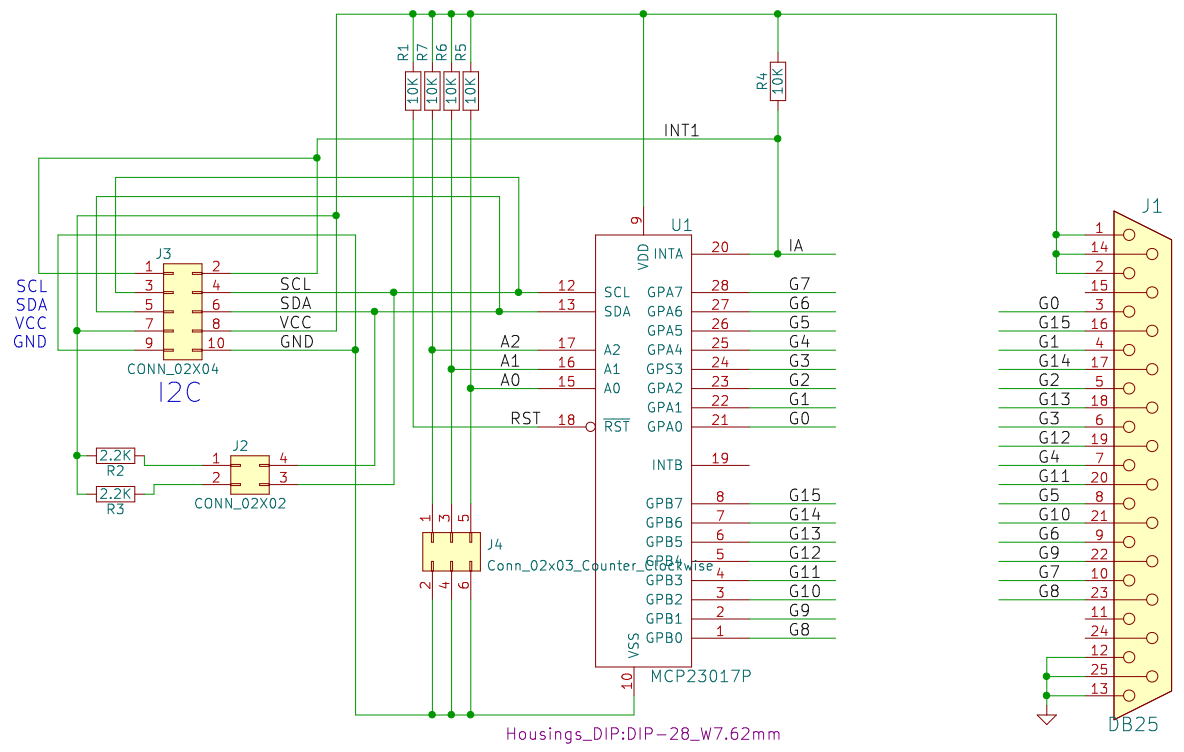 R1
R7
R6
R5
10K
10K
10K
10K
R4
10K
INT1
J1
9
U1
VDD
INTA
20
IA
SCL
SDA
VCC
GND
J3
1
2
3
4
5
6
7
8
9
10
SCL
SDA
VCC
GND
CONN_02X04
I2C
12
SCL
13
SDA
A2
17
A2
A1
16
A1
A0
15
A0
RST
18
RST
GPA7
28
G7
GPA6
27
G6
GPA5
26
G5
GPA4
25
G4
GPS3
24
G3
GPA2
23
G2
GPA1
22
G1
GPA0
21
G0
INTB
19
GPB7
8
G15
GPB6
7
G14
GPB5
6
G13
GPB4
5
G12
GPB3
4
G11
GPB2
3
G10
GPB1
2
G9
GPB0
1
G8
VSS
10
MCP23017P
Housings_DIP:DIP-28_W7.62mm
2.2K
R2
2.2K
R3
J2
1
4
2
3
CONN_02X02
1
3
5
J4
Conn_02x03_Counter_Clockwise
2
4
6
1
14
2
15
G0
3
G15
16
G1
4
G14
17
G2
5
G13
18
G3
6
G12
19
G4
7
G11
20
G5
8
G10
21
G6
9
G9
22
G7
10
G8
23
11
24
12
25
13
DB25